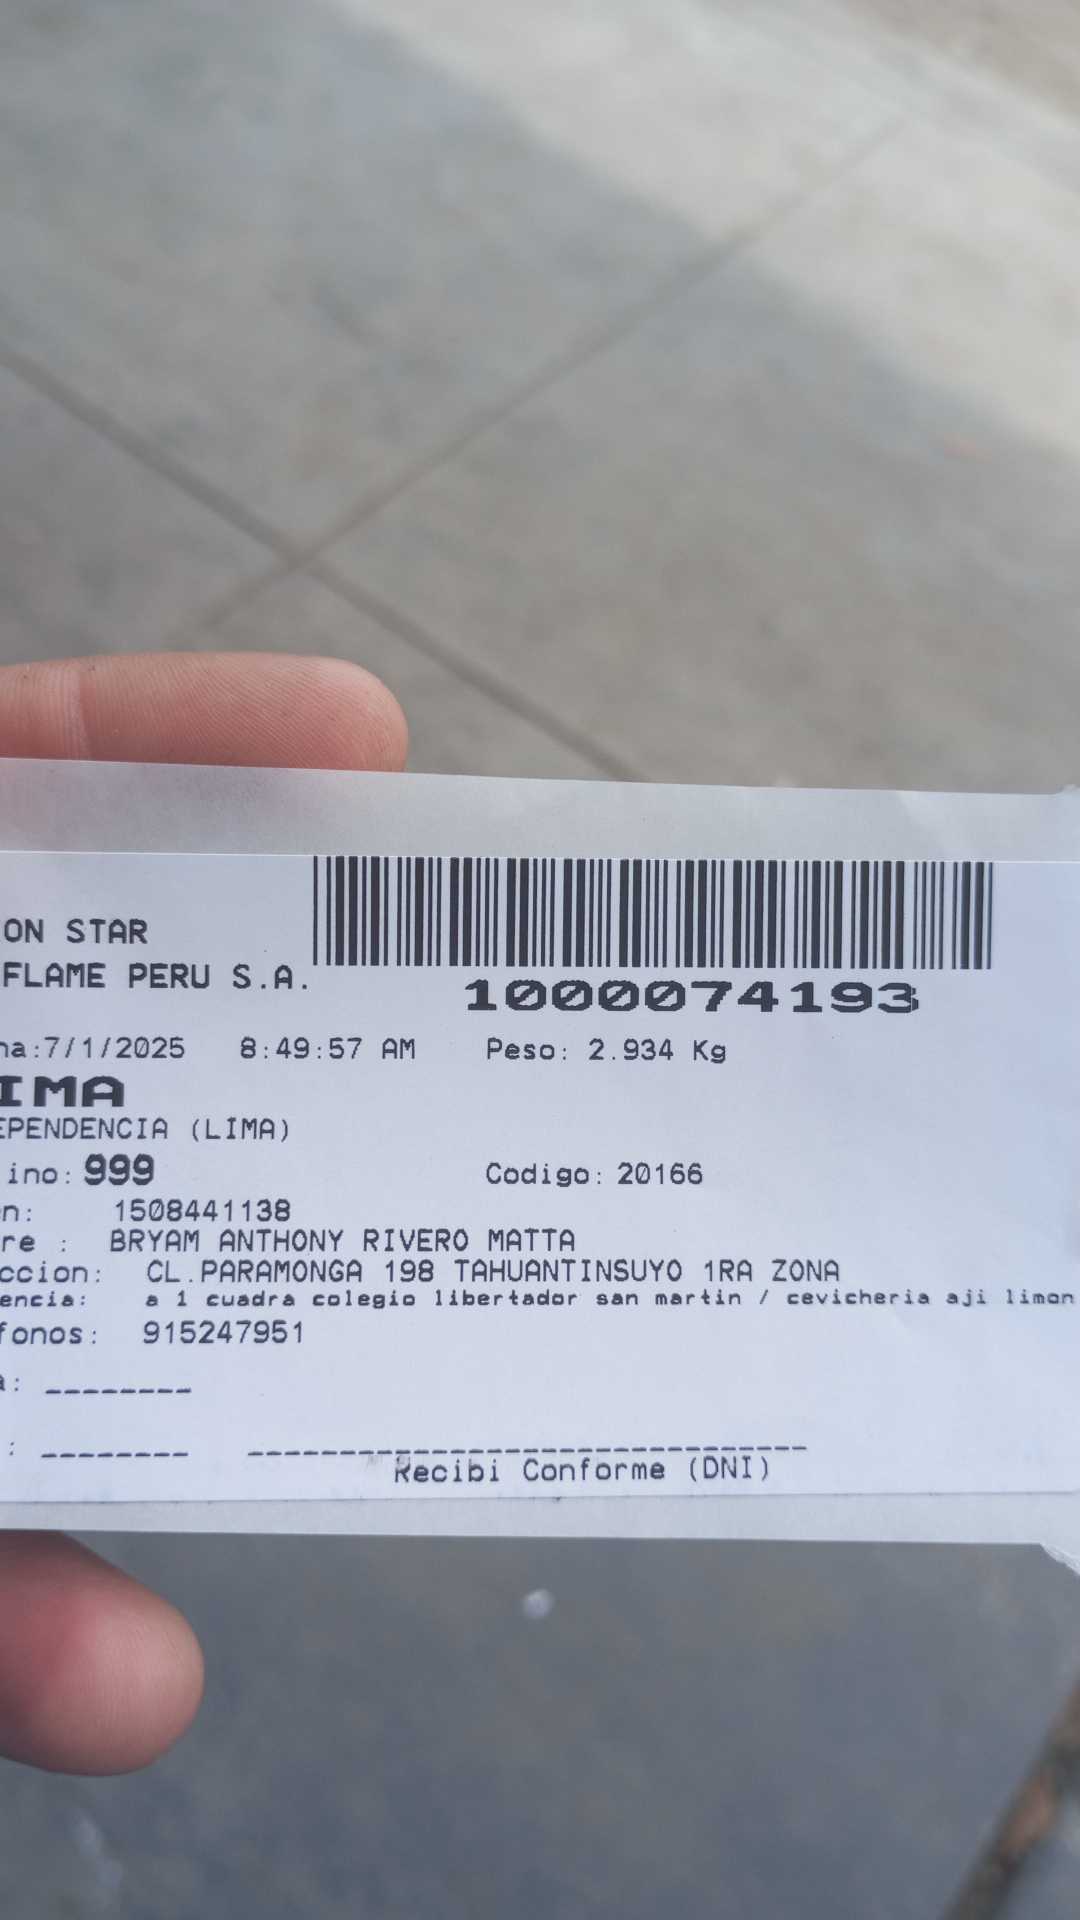 ON STAR
FLAME PERU S.A.
1000074193
na:7/1/2025 8:49:57 AM Peso: 2.934 Kg
IMA
EPENDENCIA (LIMA)
ino: 999 Codigo: 20166
n: 1508441138
re : BRYAM ANTHONY RIVERO MATTA
ccion: CL.PARAMONGA 198 TAHUANTINSUYO 1RA ZONA
encia: a 1 cuadra colegio libertador san martin / cevicheria aji limon
fonos: 915247951
a: ________
: ________
Recibi Conforme (DNI)